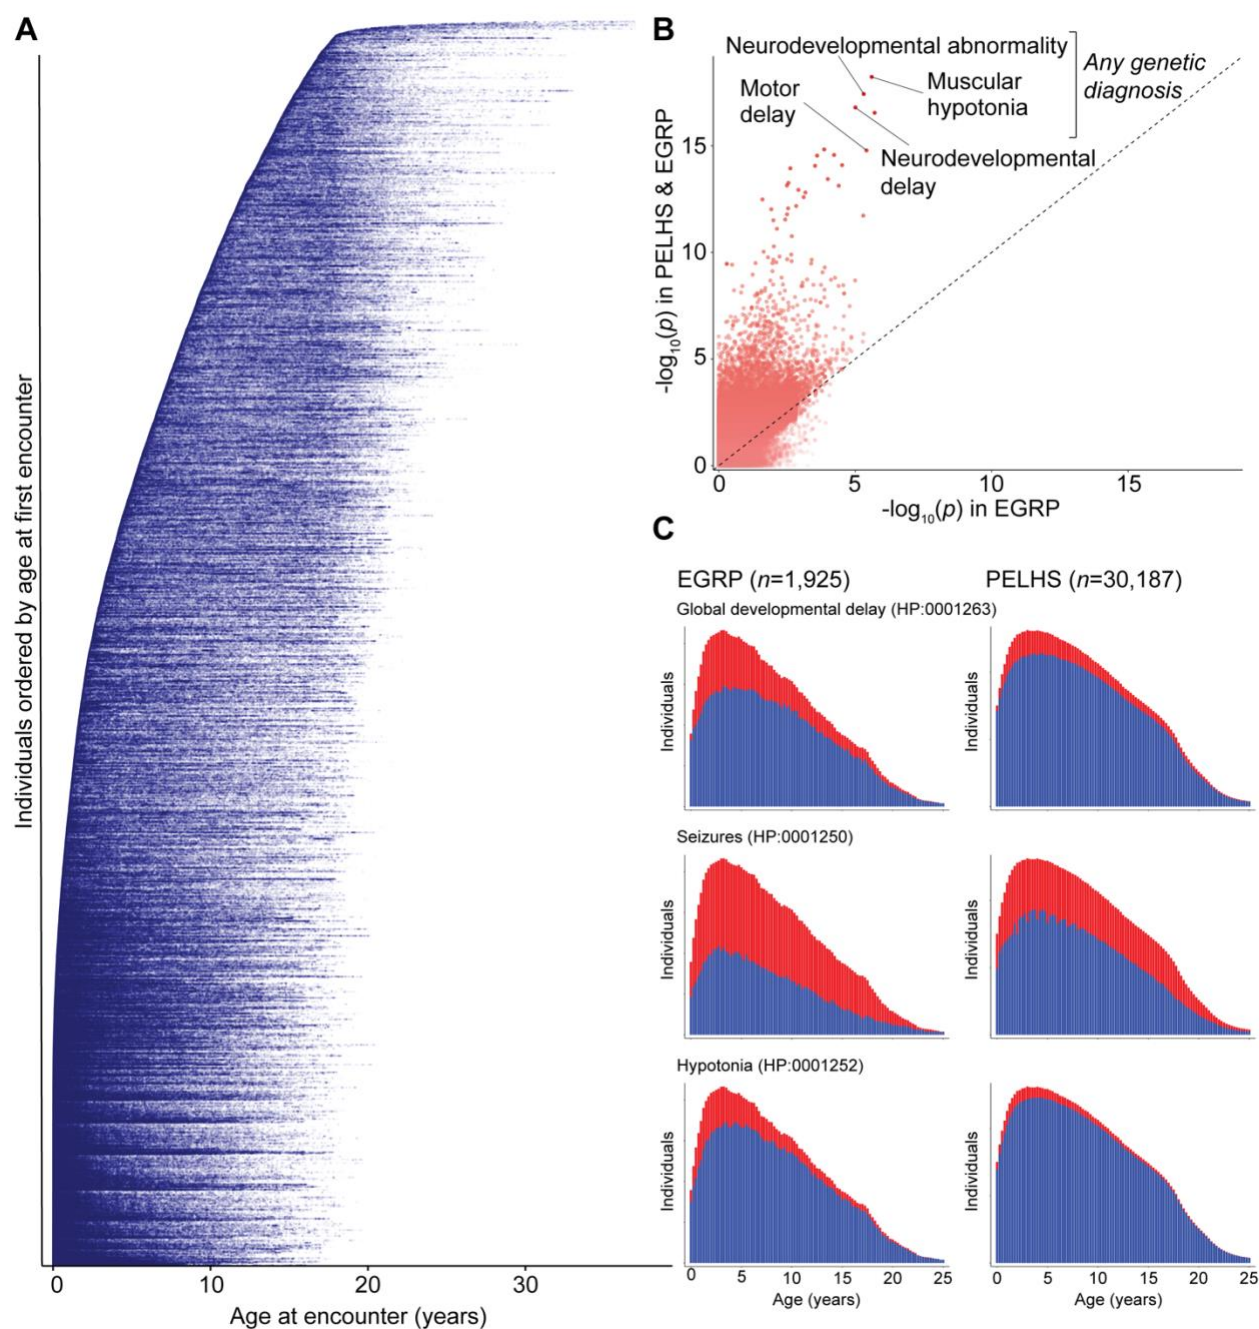 A
Individuals ordered by age at first encounter
0 10 20 30
Age at encounter (years)
B
Neurodevelopmental abnormality
Motor
delay
Muscular
hypotonia
Any genetic
diagnosis
Neurodevelopmental
delay
-log10(p) in PELHS & EGRP
15
10
5
0
0 5 10 15
-log10(p) in EGRP
C
EGRP (n=1,925) PELHS (n=30,187)
Global developmental delay (HP:0001263)
Individuals Individuals
Seizures (HP:0001250)
Individuals Individuals
Hypotonia (HP:0001252)
Individuals Individuals
0 5 10 15 20 25 0 5 10 15 20 25
Age (years) Age (years)